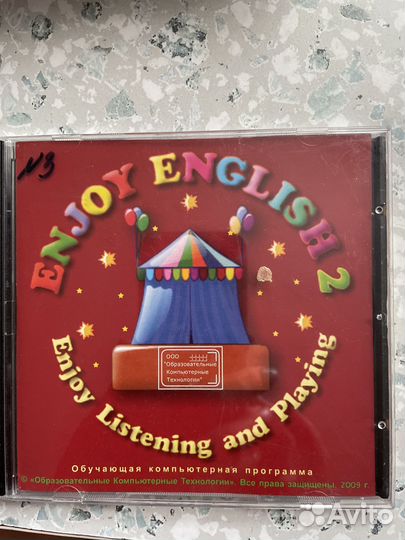 №3
ENJOY ENGLISH 2
ООО
"Образовательные
Компьютерные
Технологии"
Enjoy Listening and Playing
Обучающая компьютерная программа
© «Образовательные Компьютерные Технологии». Все права защищены. 2009 г.
Avito